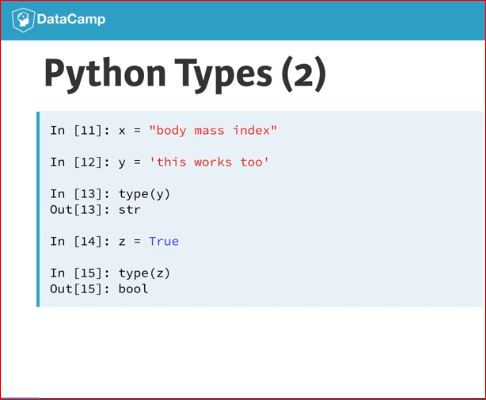 DataCamp
Python Types (2)
In [11]: x = "body mass index"
In [12]: y = 'this works too'
In [13]: type(y)
Out[13]: str
In [14]: z = True
In [15]: type(z)
Out[15]: bool